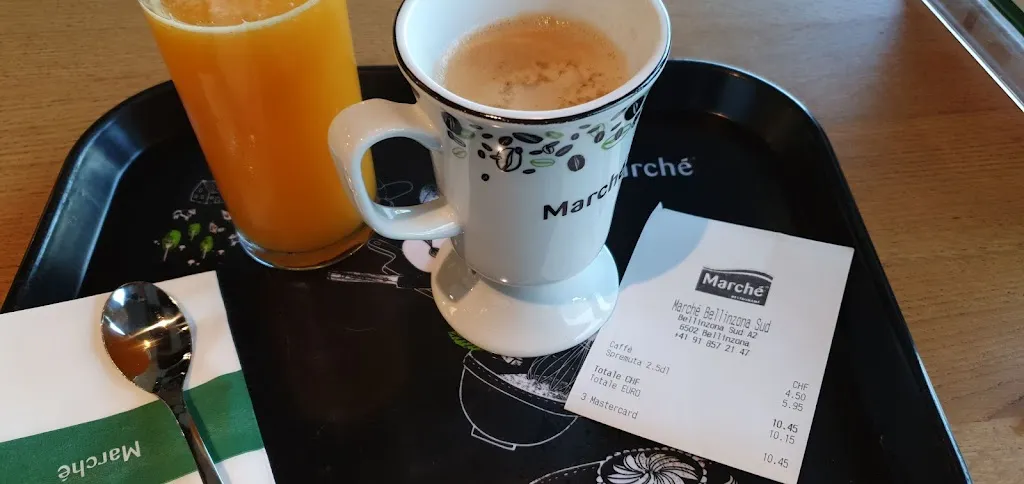 Marché
Marché
Marché
Marché Bellinzona Sud
Bellinzona Sud A2
6502 Bellinzona
+41 91 857 21 47
CHF
Caffé 4.50
Spremuta 2.5dl 5.95
Totale CHF 10.45
Totale EURO 10.15
3 Mastercard 10.45
Marché